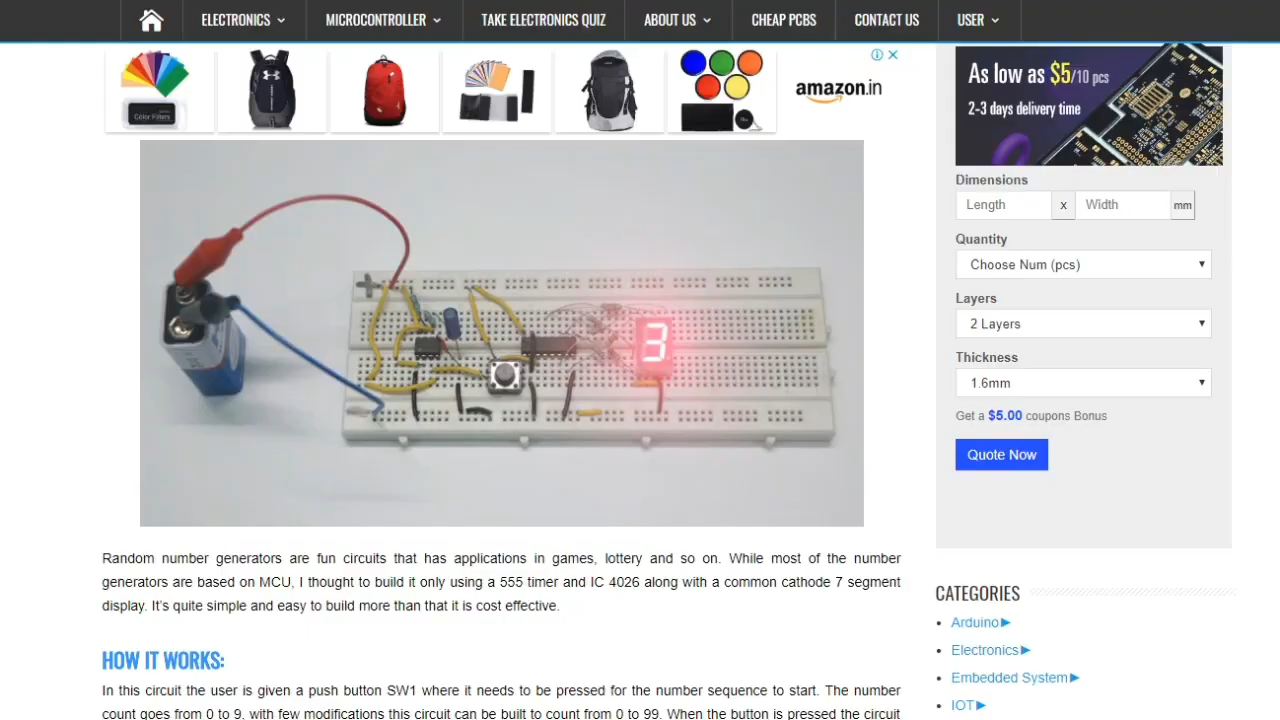 ELECTRONICS MICROCONTROLLER TAKE ELECTRONICS QUIZ ABOUT US CHEAP PCBS CONTACT US USER
Color Filters
amazon.in
As low as $5/10 pcs
2-3 days delivery time
Dimensions
Length x Width mm
Quantity
Choose Num (pcs)
Layers
2 Layers
Thickness
1.6mm
Get a $5.00 coupons Bonus
Quote Now
3
Random number generators are fun circuits that has applications in games, lottery and so on. While most of the number
generators are based on MCU, I thought to build it only using a 555 timer and IC 4026 along with a common cathode 7 segment
display. It's quite simple and easy to build more than that it is cost effective.
HOW IT WORKS:
In this circuit the user is given a push button SW1 where it needs to be pressed for the number sequence to start. The number
count goes from 0 to 9, with few modifications this circuit can be built to count from 0 to 99. When the button is pressed the circuit
CATEGORIES
Arduino►
Electronics►
Embedded System►
IOT►